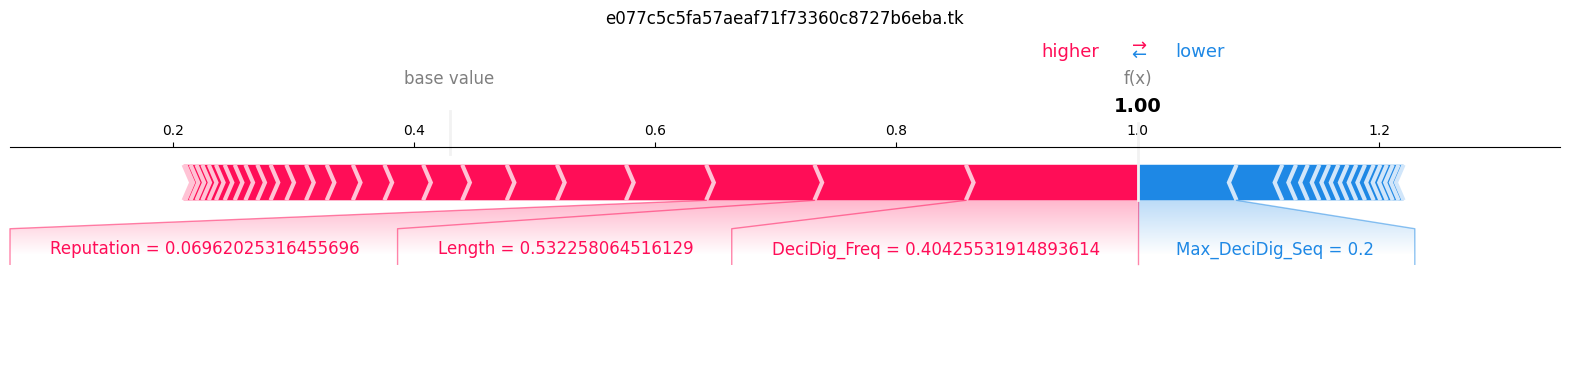 e077c5c5fa57aeaf71f73360c8727b6eba.tk
higher ⇄ lower
base value f(x)
1.00
0.2 0.4 0.6 0.8 1.0 1.2
Reputation = 0.06962025316455696 Length = 0.532258064516129 DeciDig_Freq = 0.40425531914893614 Max_DeciDig_Seq = 0.2